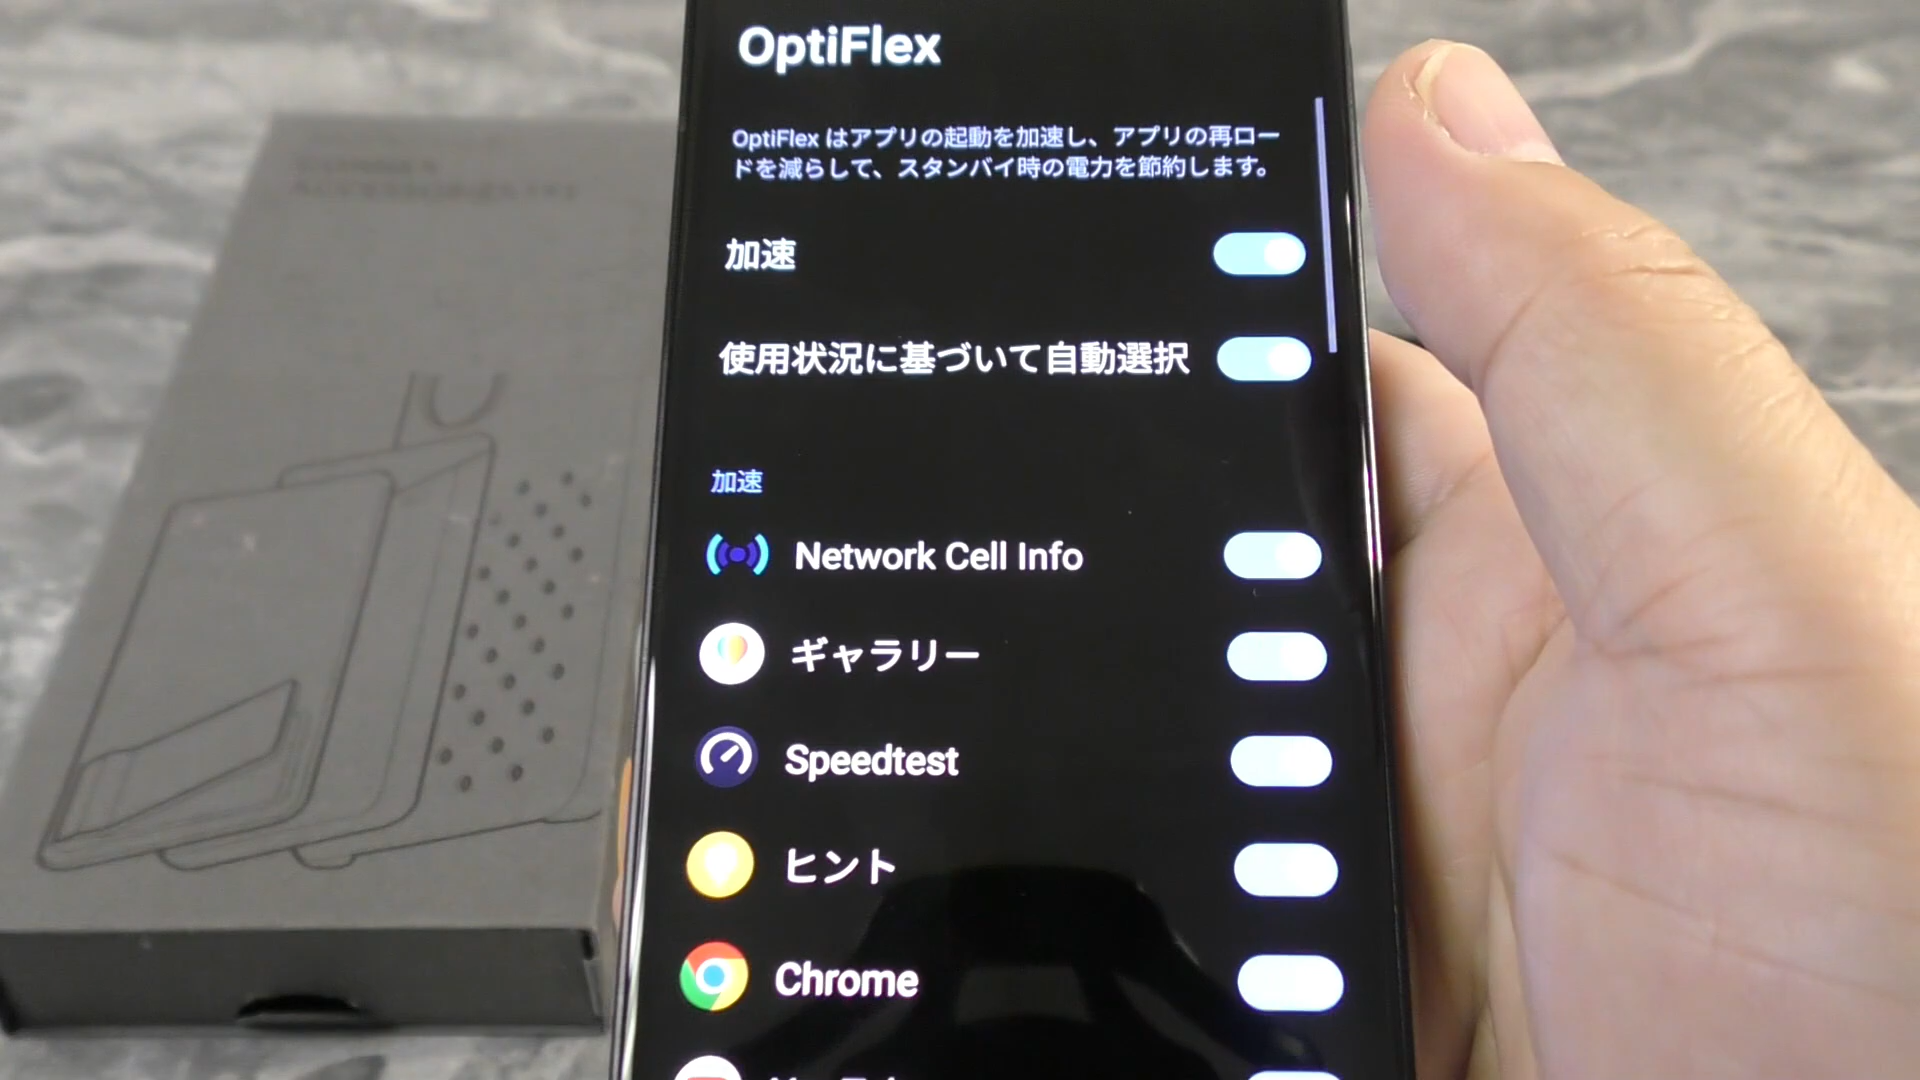 OptiFlex
OptiFlex はアプリの起動を加速し、アプリの再ロー
ドを減らして、スタンバイ時の電力を節約します。
加速
使用状況に基づいて自動選択
加速
Network Cell Info
ギャラリー
Speedtest
ヒント
Chrome